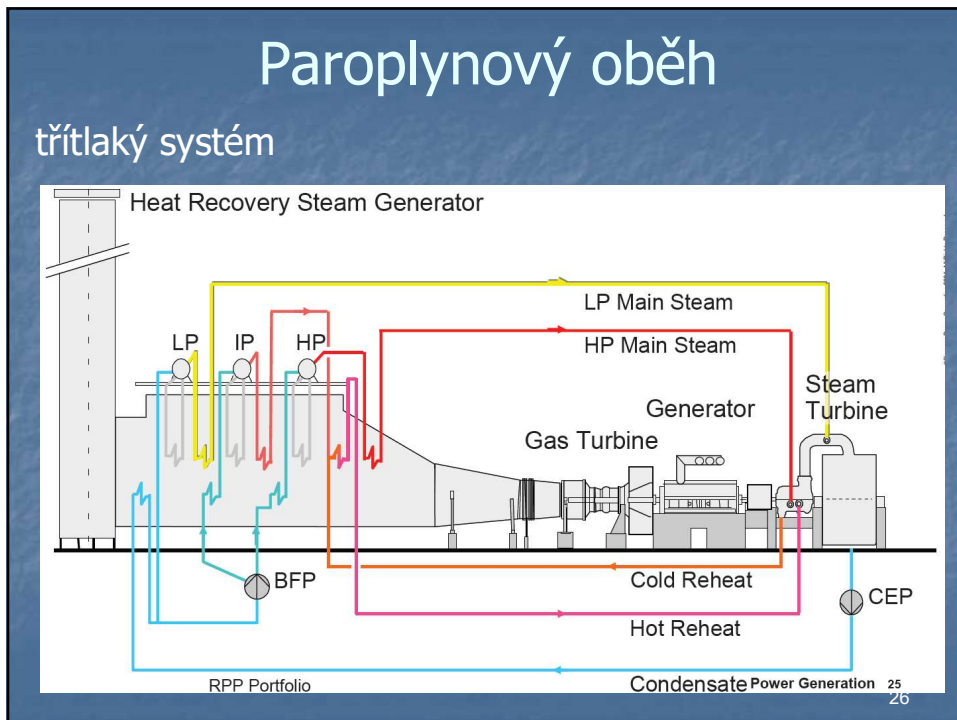 Paroplynový oběh
třítlaký systém
Heat Recovery Steam Generator
LP Main Steam
LP IP HP
HP Main Steam
Steam
Turbine
Generator
Gas Turbine
BFP
Cold Reheat
CEP
Hot Reheat
RPP Portfolio
Condensate
Power Generation 25
26